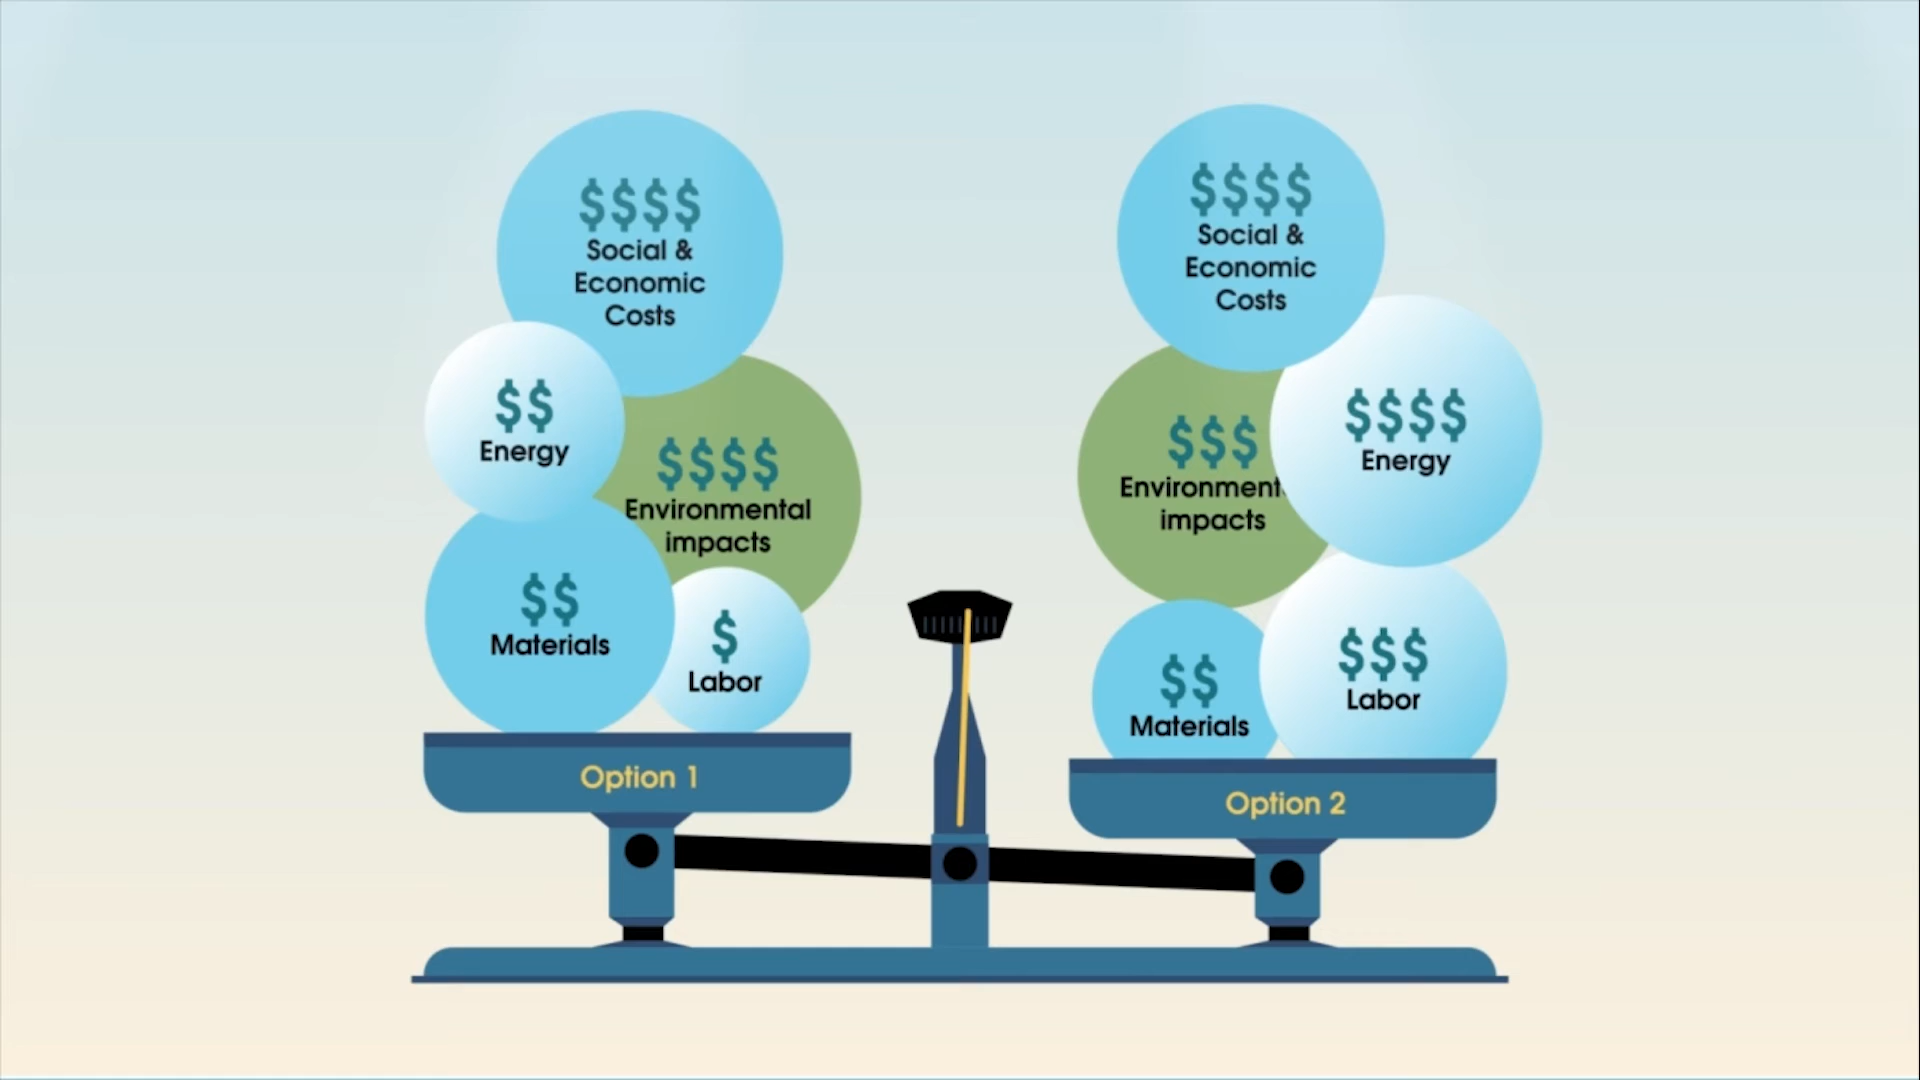 $$$$
Social &
Economic
Costs
$$
Energy
$$$$
Environmental
impacts
$$
Materials
$
Labor
Option 1
$$$$
Social &
Economic
Costs
$$$
Environment
impacts
$$$$
Energy
$$
Materials
$$$
Labor
Option 2